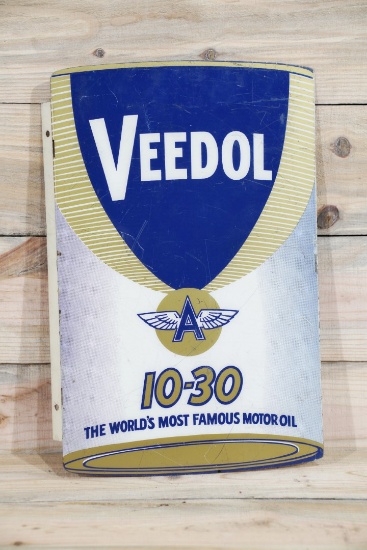 VEEDOL
A
10-30
THE WORLD'S MOST FAMOUS MOTOR OIL